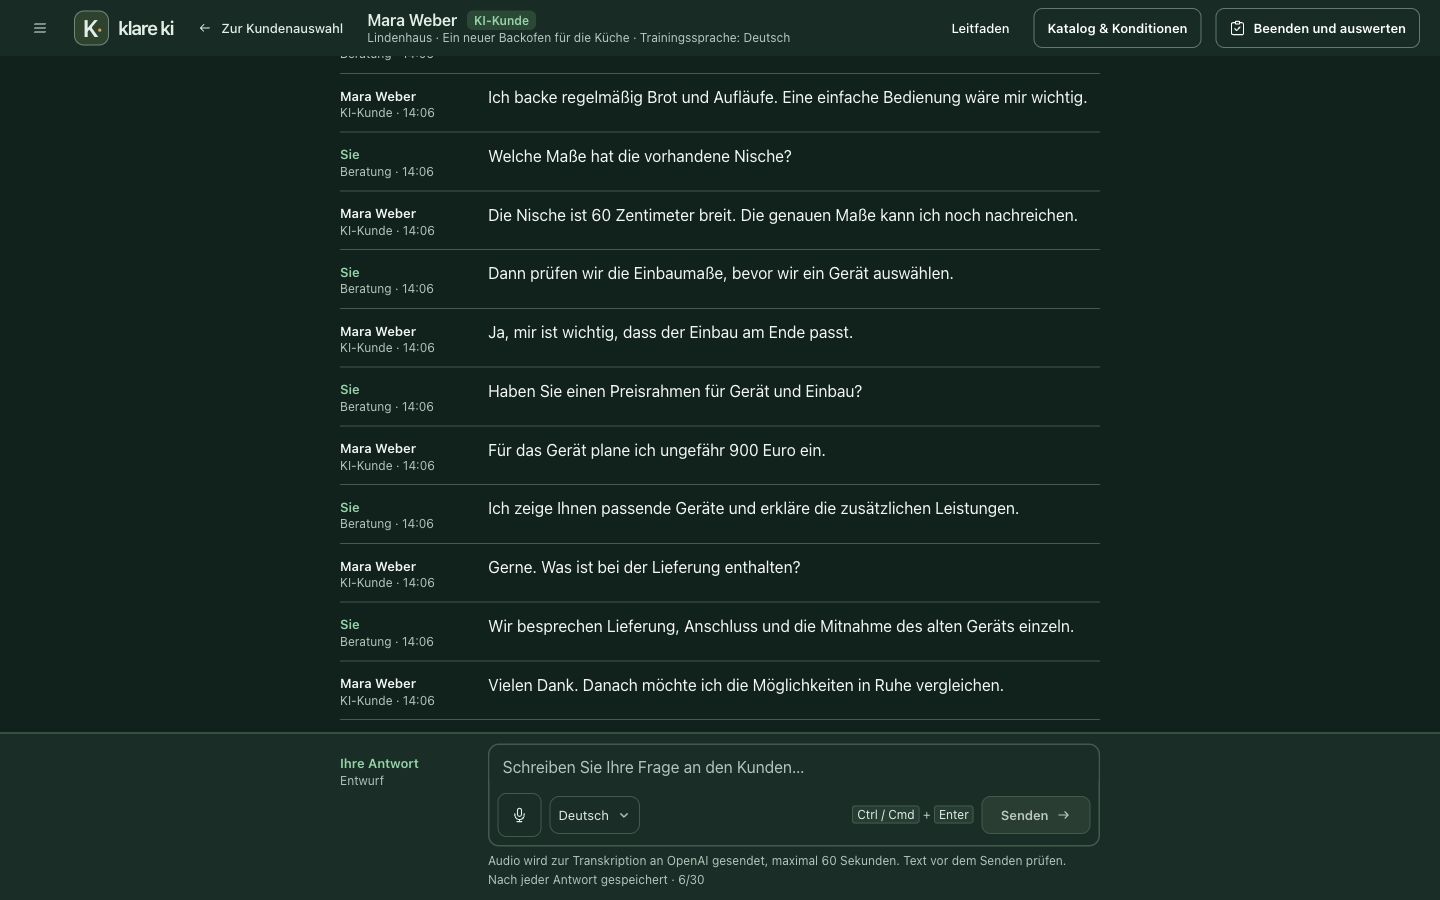 K. klare ki
← Zur Kundenauswahl
Mara Weber KI-Kunde
Lindenhaus · Ein neuer Backofen für die Küche · Trainingssprache: Deutsch
Leitfaden
Katalog & Konditionen
Beenden und auswerten
Beratung · 14:06
Mara Weber
KI-Kunde · 14:06
Ich backe regelmäßig Brot und Aufläufe. Eine einfache Bedienung wäre mir wichtig.
Sie
Beratung · 14:06
Welche Maße hat die vorhandene Nische?
Mara Weber
KI-Kunde · 14:06
Die Nische ist 60 Zentimeter breit. Die genauen Maße kann ich noch nachreichen.
Sie
Beratung · 14:06
Dann prüfen wir die Einbaumaße, bevor wir ein Gerät auswählen.
Mara Weber
KI-Kunde · 14:06
Ja, mir ist wichtig, dass der Einbau am Ende passt.
Sie
Beratung · 14:06
Haben Sie einen Preisrahmen für Gerät und Einbau?
Mara Weber
KI-Kunde · 14:06
Für das Gerät plane ich ungefähr 900 Euro ein.
Sie
Beratung · 14:06
Ich zeige Ihnen passende Geräte und erkläre die zusätzlichen Leistungen.
Mara Weber
KI-Kunde · 14:06
Gerne. Was ist bei der Lieferung enthalten?
Sie
Beratung · 14:06
Wir besprechen Lieferung, Anschluss und die Mitnahme des alten Geräts einzeln.
Mara Weber
KI-Kunde · 14:06
Vielen Dank. Danach möchte ich die Möglichkeiten in Ruhe vergleichen.
Ihre Antwort
Entwurf
Schreiben Sie Ihre Frage an den Kunden...
Deutsch
Ctrl / Cmd + Enter
Senden →
Audio wird zur Transkription an OpenAI gesendet, maximal 60 Sekunden. Text vor dem Senden prüfen.
Nach jeder Antwort gespeichert · 6/30